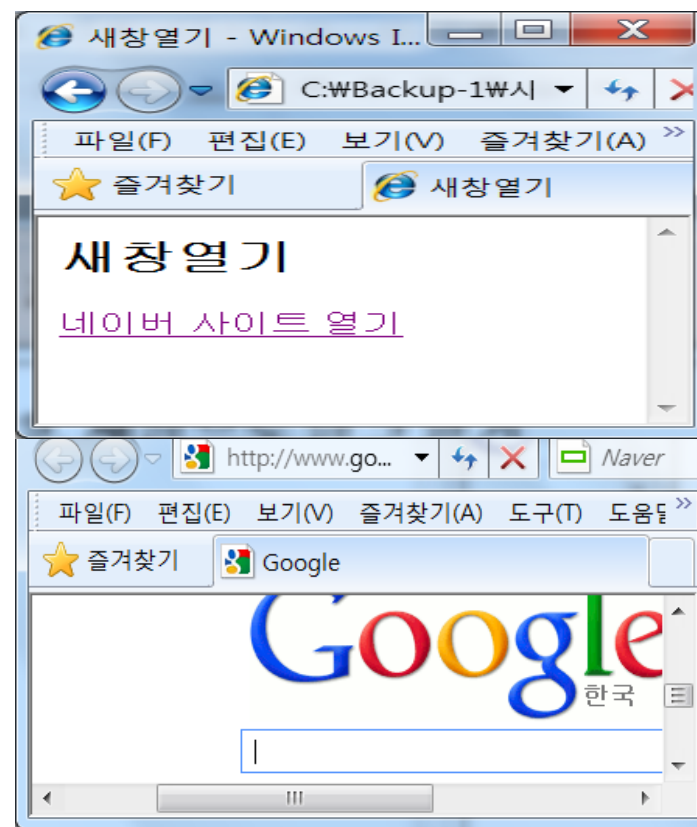 새창열기 - Windows I...
C:₩Backup-1₩시
파일(F) 편집(E) 보기(V) 즐겨찾기(A) »
즐겨찾기 새창열기
새창열기
네이버 사이트 열기
http://www.go... Naver
파일(F) 편집(E) 보기(V) 즐겨찾기(A) 도구(T) »
즐겨찾기 Google
Google
한국